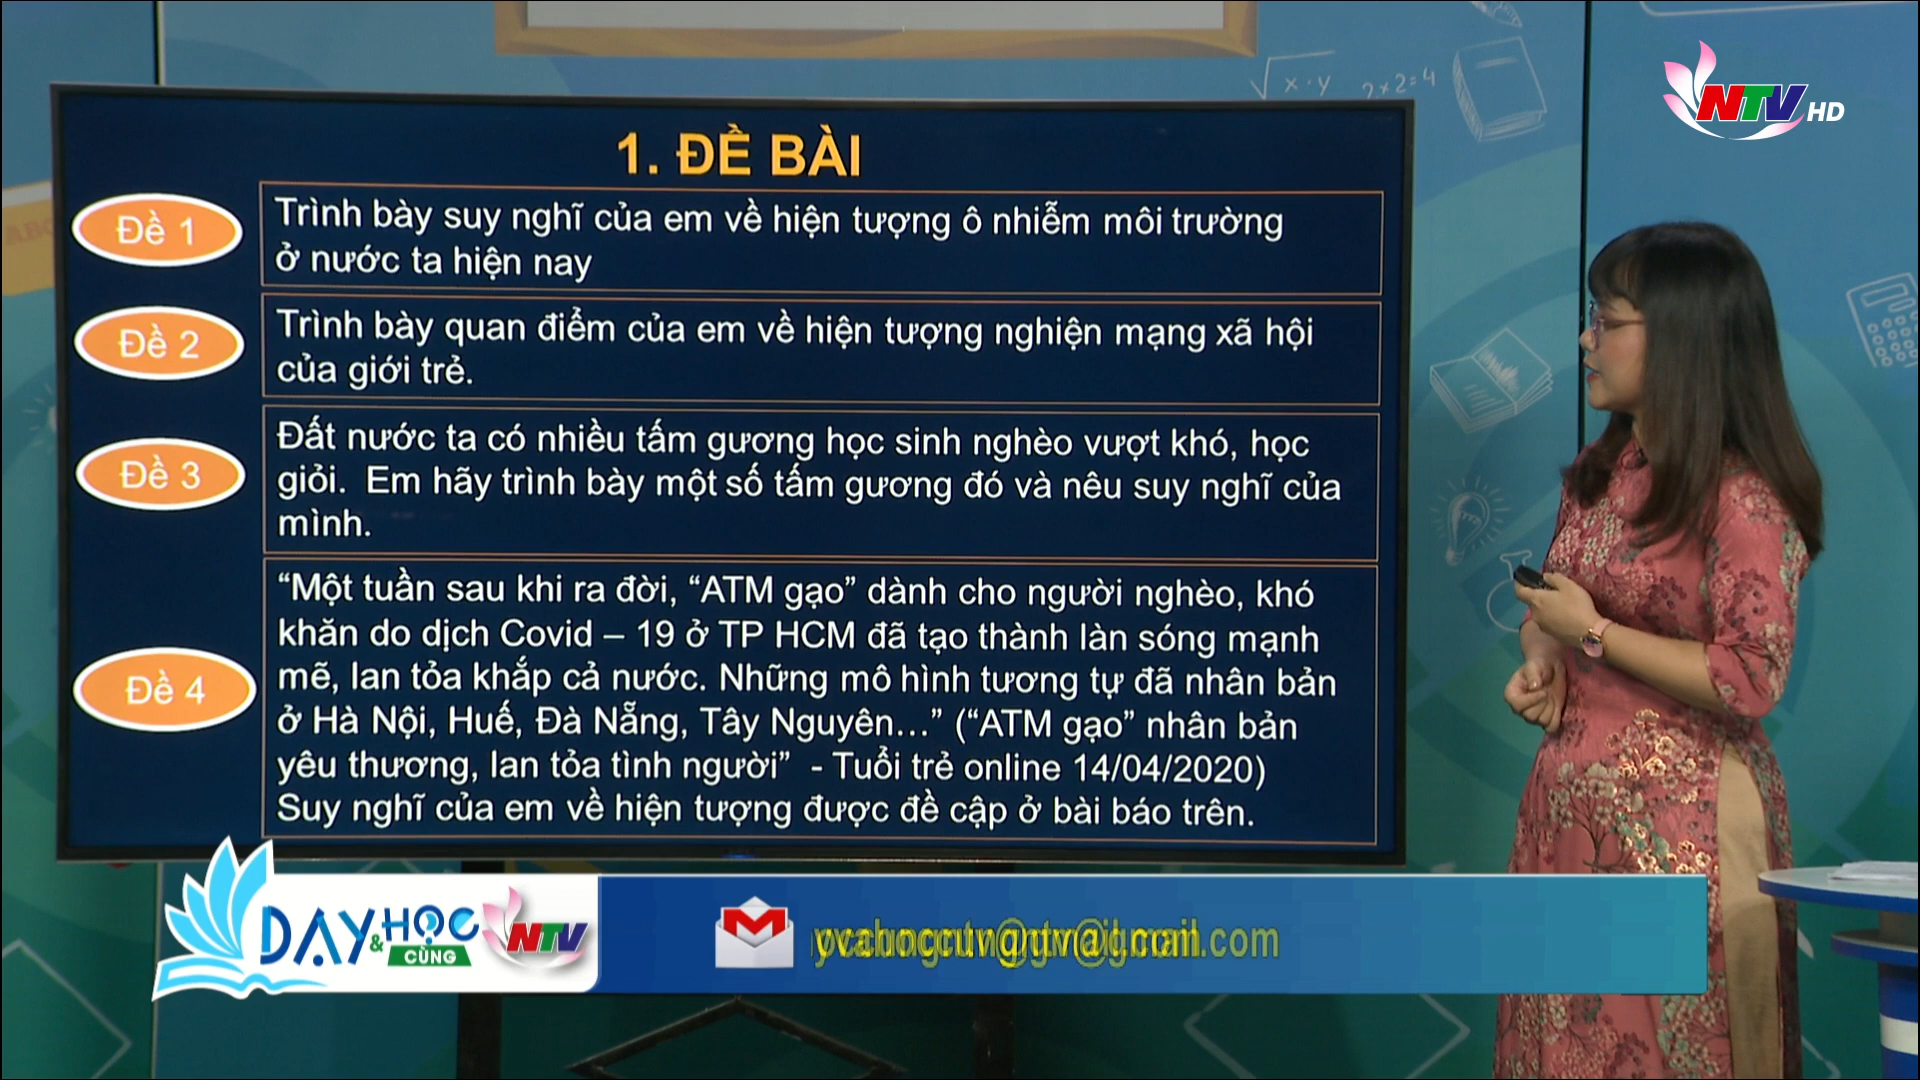 x·y
2×2=4
NTV HD
1. ĐỀ BÀI
Đề 1
Trình bày suy nghĩ của em về hiện tượng ô nhiễm môi trường
ở nước ta hiện nay
Đề 2
Trình bày quan điểm của em về hiện tượng nghiện mạng xã hội
của giới trẻ.
Đề 3
Đất nước ta có nhiều tấm gương học sinh nghèo vượt khó, học
giỏi. Em hãy trình bày một số tấm gương đó và nêu suy nghĩ của
mình.
Đề 4
“Một tuần sau khi ra đời, “ATM gạo” dành cho người nghèo, khó
khăn do dịch Covid – 19 ở TP HCM đã tạo thành làn sóng mạnh
mẽ, lan tỏa khắp cả nước. Những mô hình tương tự đã nhân bản
ở Hà Nội, Huế, Đà Nẵng, Tây Nguyên…” (“ATM gạo” nhân bản
yêu thương, lan tỏa tình người” - Tuổi trẻ online 14/04/2020)
Suy nghĩ của em về hiện tượng được đề cập ở bài báo trên.
DẠY & HỌC
CÙNG
NTV